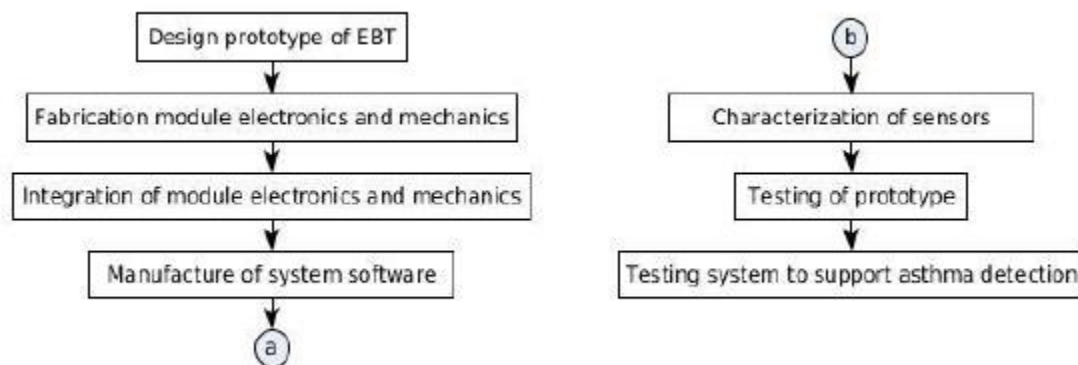 Design prototype of EBT
Fabrication module electronics and mechanics
Integration of module electronics and mechanics
Manufacture of system software
a
b
Characterization of sensors
Testing of prototype
Testing system to support asthma detection